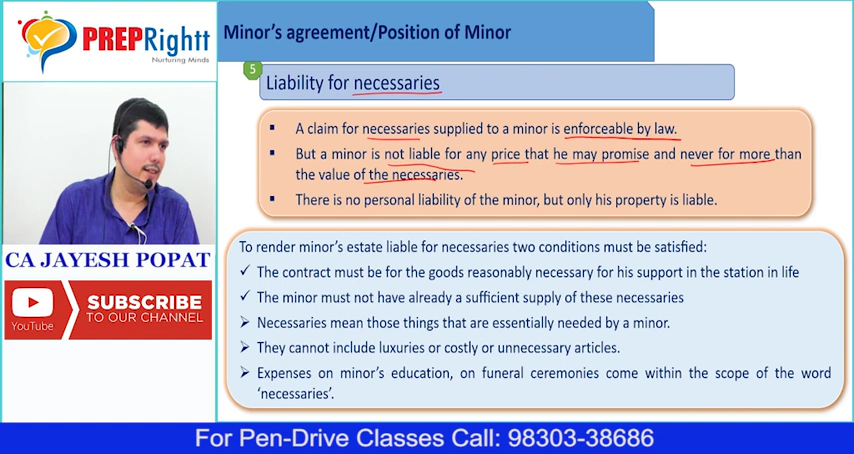 PREPRightt
Nurturing Minds
Minor's agreement/Position of Minor
5
Liability for necessaries
A claim for necessaries supplied to a minor is enforceable by law.
But a minor is not liable for any price that he may promise and never for more than
the value of the necessaries.
There is no personal liability of the minor, but only his property is liable.
CA JAYESH POPAT
YouTube
SUBSCRIBE
TO OUR CHANNEL
To render minor's estate liable for necessaries two conditions must be satisfied:
The contract must be for the goods reasonably necessary for his support in the station in life
The minor must not have already a sufficient supply of these necessaries
Necessaries mean those things that are essentially needed by a minor.
They cannot include luxuries or costly or unnecessary articles.
Expenses on minor's education, on funeral ceremonies come within the scope of the word
'necessaries'.
For Pen-Drive Classes Call: 98303-38686